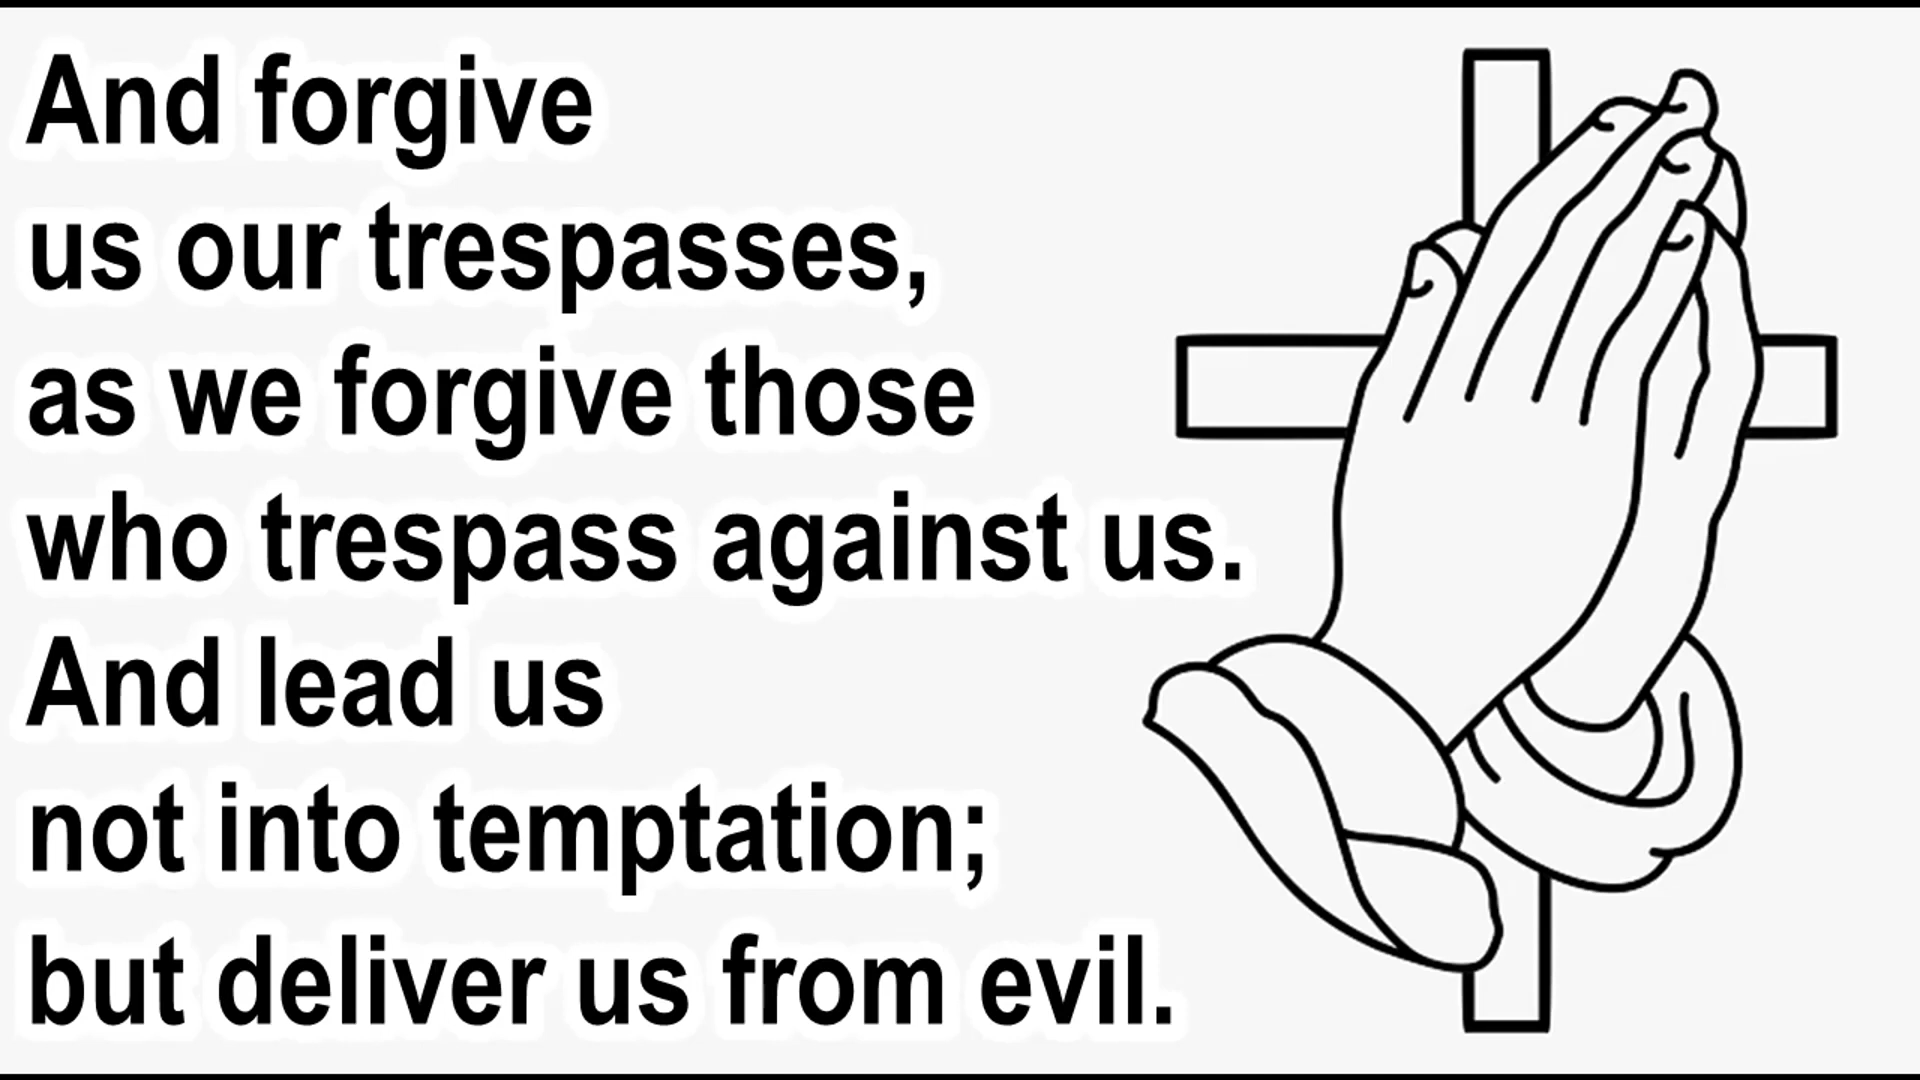 And forgive
us our trespasses,
as we forgive those
who trespass against us.
And lead us
not into temptation;
but deliver us from evil.